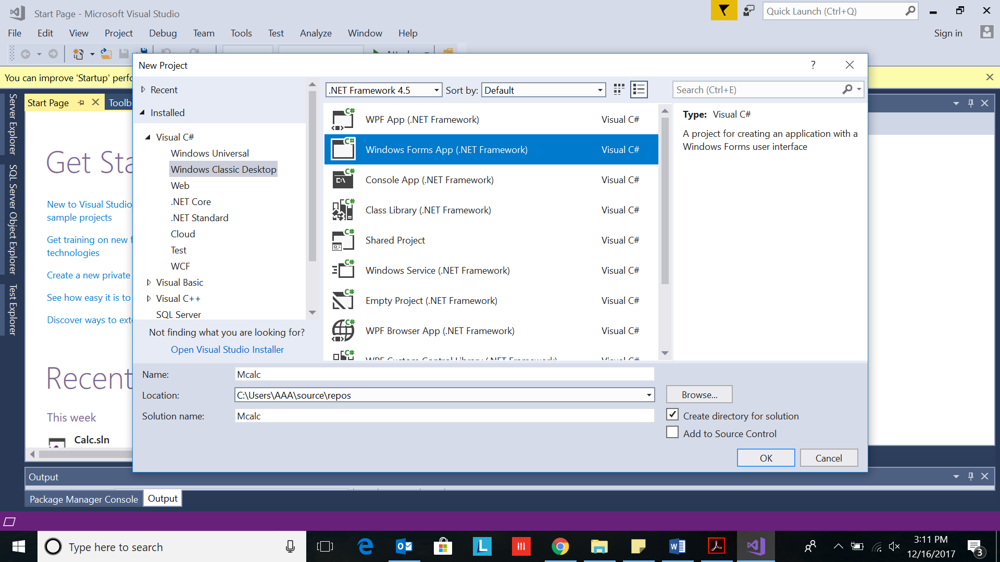 Start Page - Microsoft Visual Studio
Quick Launch (Ctrl+Q)
File Edit View Project Debug Team Tools Test Analyze Window Help
Sign in
New Project
?
You can improve 'Startup'
Server Explorer
SQL Server Object Explorer
Test Explorer
Start Page
Get
New to Visual Studio
sample projects
Get training on new
technologies
Create a new private
See how easy it is to
Discover ways to
Recent
This week
Calc.sln
Recent
Installed
Visual C#
Windows Universal
Windows Classic Desktop
Web
.NET Core
.NET Standard
Cloud
Test
WCF
Visual Basic
Visual C++
SQL Server
Not finding what you are looking for?
Open Visual Studio Installer
.NET Framework 4.5
Sort by: Default
Search (Ctrl+E)
WPF App (.NET Framework) Visual C#
Windows Forms App (.NET Framework) Visual C#
Console App (.NET Framework) Visual C#
Class Library (.NET Framework) Visual C#
Shared Project Visual C#
Windows Service (.NET Framework) Visual C#
Empty Project (.NET Framework) Visual C#
WPF Browser App (.NET Framework) Visual C#
WPF Custom Control Library (.NET Framework) Visual C#
Type: Visual C#
A project for creating an application with a
Windows Forms user interface
Name: Mcalc
Location: C:\Users\AAA\source\repos
Browse...
Solution name: Mcalc
Create directory for solution
Add to Source Control
OK Cancel
Output
Package Manager Console Output
Type here to search
3:11 PM
12/16/2017
3